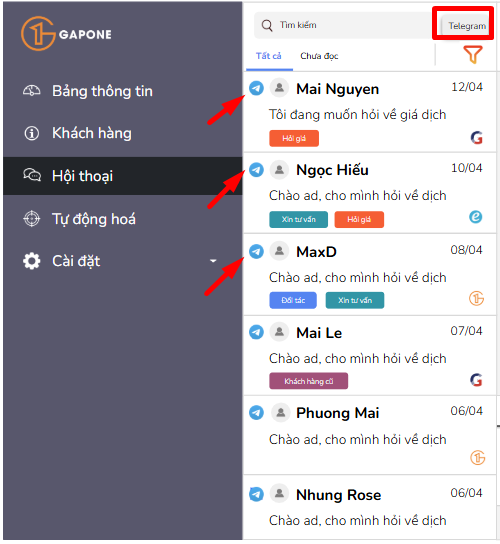 GAPONE
Bảng thông tin
Khách hàng
Hội thoại
Tự động hoá
Cài đặt
Tìm kiếm
Telegram
Tất cả
Chưa đọc
Mai Nguyen
12/04
Tôi đang muốn hỏi về giá dịch
Hỏi giá
Ngọc Hiếu
10/04
Chào ad, cho mình hỏi về dịch
Xin tư vấn
Hỏi giá
MaxD
08/04
Chào ad, cho mình hỏi về dịch
Đối tác
Xin tư vấn
Mai Le
07/04
Chào ad, cho mình hỏi về dịch
Khách hàng cũ
Phuong Mai
06/04
Chào ad, cho mình hỏi về dịch
Nhung Rose
06/04
Chào ad, cho mình hỏi về dịch